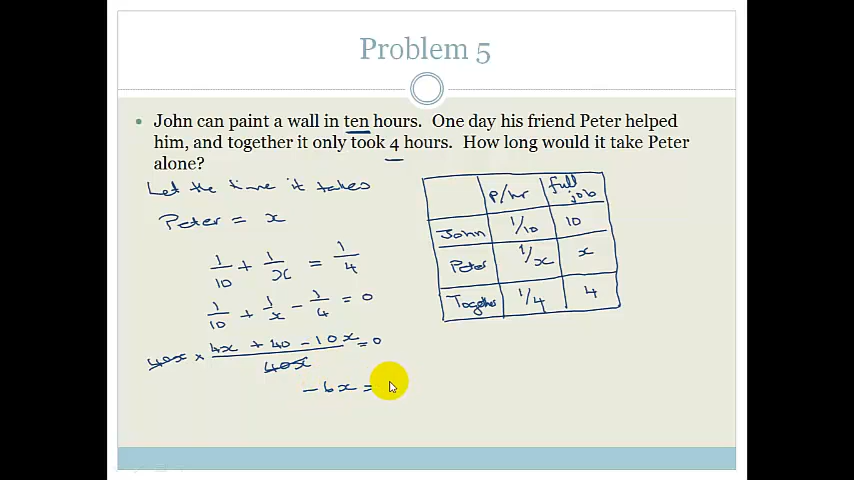 Problem 5
• John can paint a wall in ten hours. One day his friend Peter helped
him, and together it only took 4 hours. How long would it take Peter
alone?
Let the time it takes
Peter = x
1/10 + 1/x = 1/4
1/10 + 1/x - 1/4 = 0
40x × (4x + 40 - 10x)/40x = 0
- 6x =
P/hr full job
John 1/10 10
Peter 1/x x
Together 1/4 4